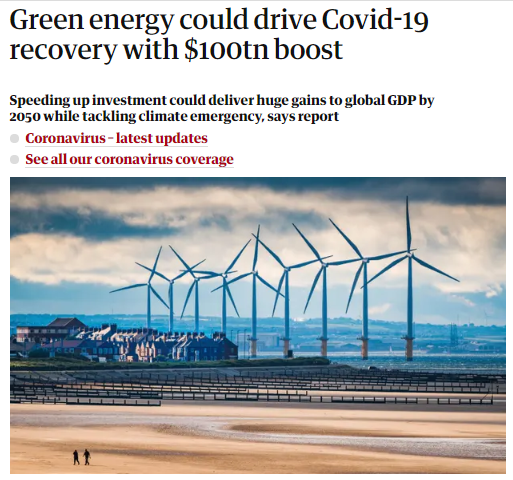 Green energy could drive Covid-19
recovery with $100tn boost
Speeding up investment could deliver huge gains to global GDP by
2050 while tackling climate emergency, says report
Coronavirus – latest updates
See all our coronavirus coverage